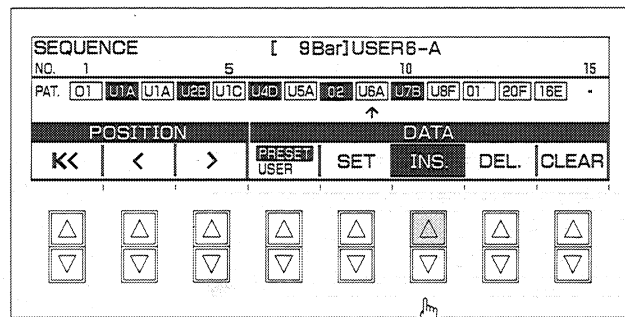 SEQUENCE [ 9Bar]USER6-A
NO. 1 5 10 15
PAT. 01 U1A U1A U2B U1C U4D U5A 02 U6A U7B U8F 01 20F 16E -
POSITION DATA
K< < > PRESET USER SET INS. DEL. CLEAR